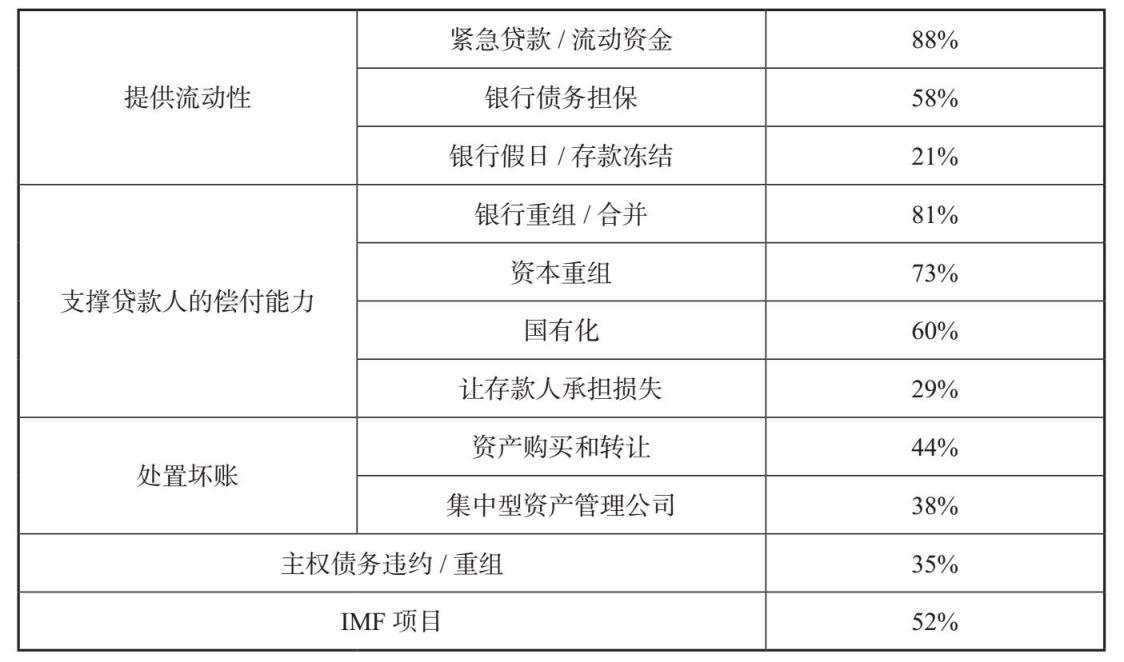 提供流动性
紧急贷款 / 流动资金 88%
银行债务担保 58%
银行假日 / 存款冻结 21%
支撑贷款人的偿付能力
银行重组 / 合并 81%
资本重组 73%
国有化 60%
让存款人承担损失 29%
处置坏账
资产购买和转让 44%
集中型资产管理公司 38%
主权债务违约 / 重组 35%
IMF 项目 52%